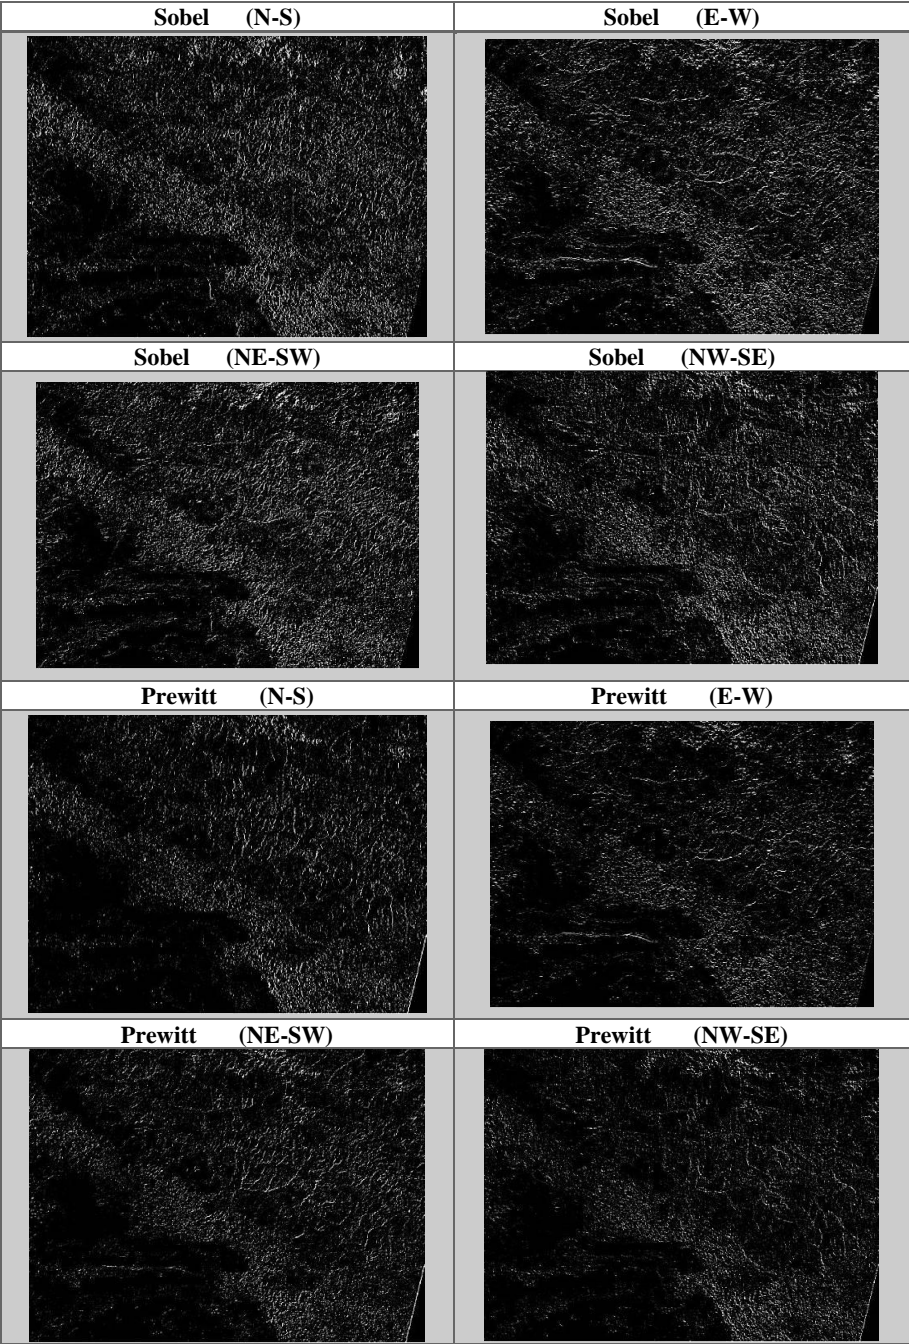 Sobel (N-S) Sobel (E-W)
Sobel (NE-SW) Sobel (NW-SE)
Prewitt (N-S) Prewitt (E-W)
Prewitt (NE-SW) Prewitt (NW-SE)